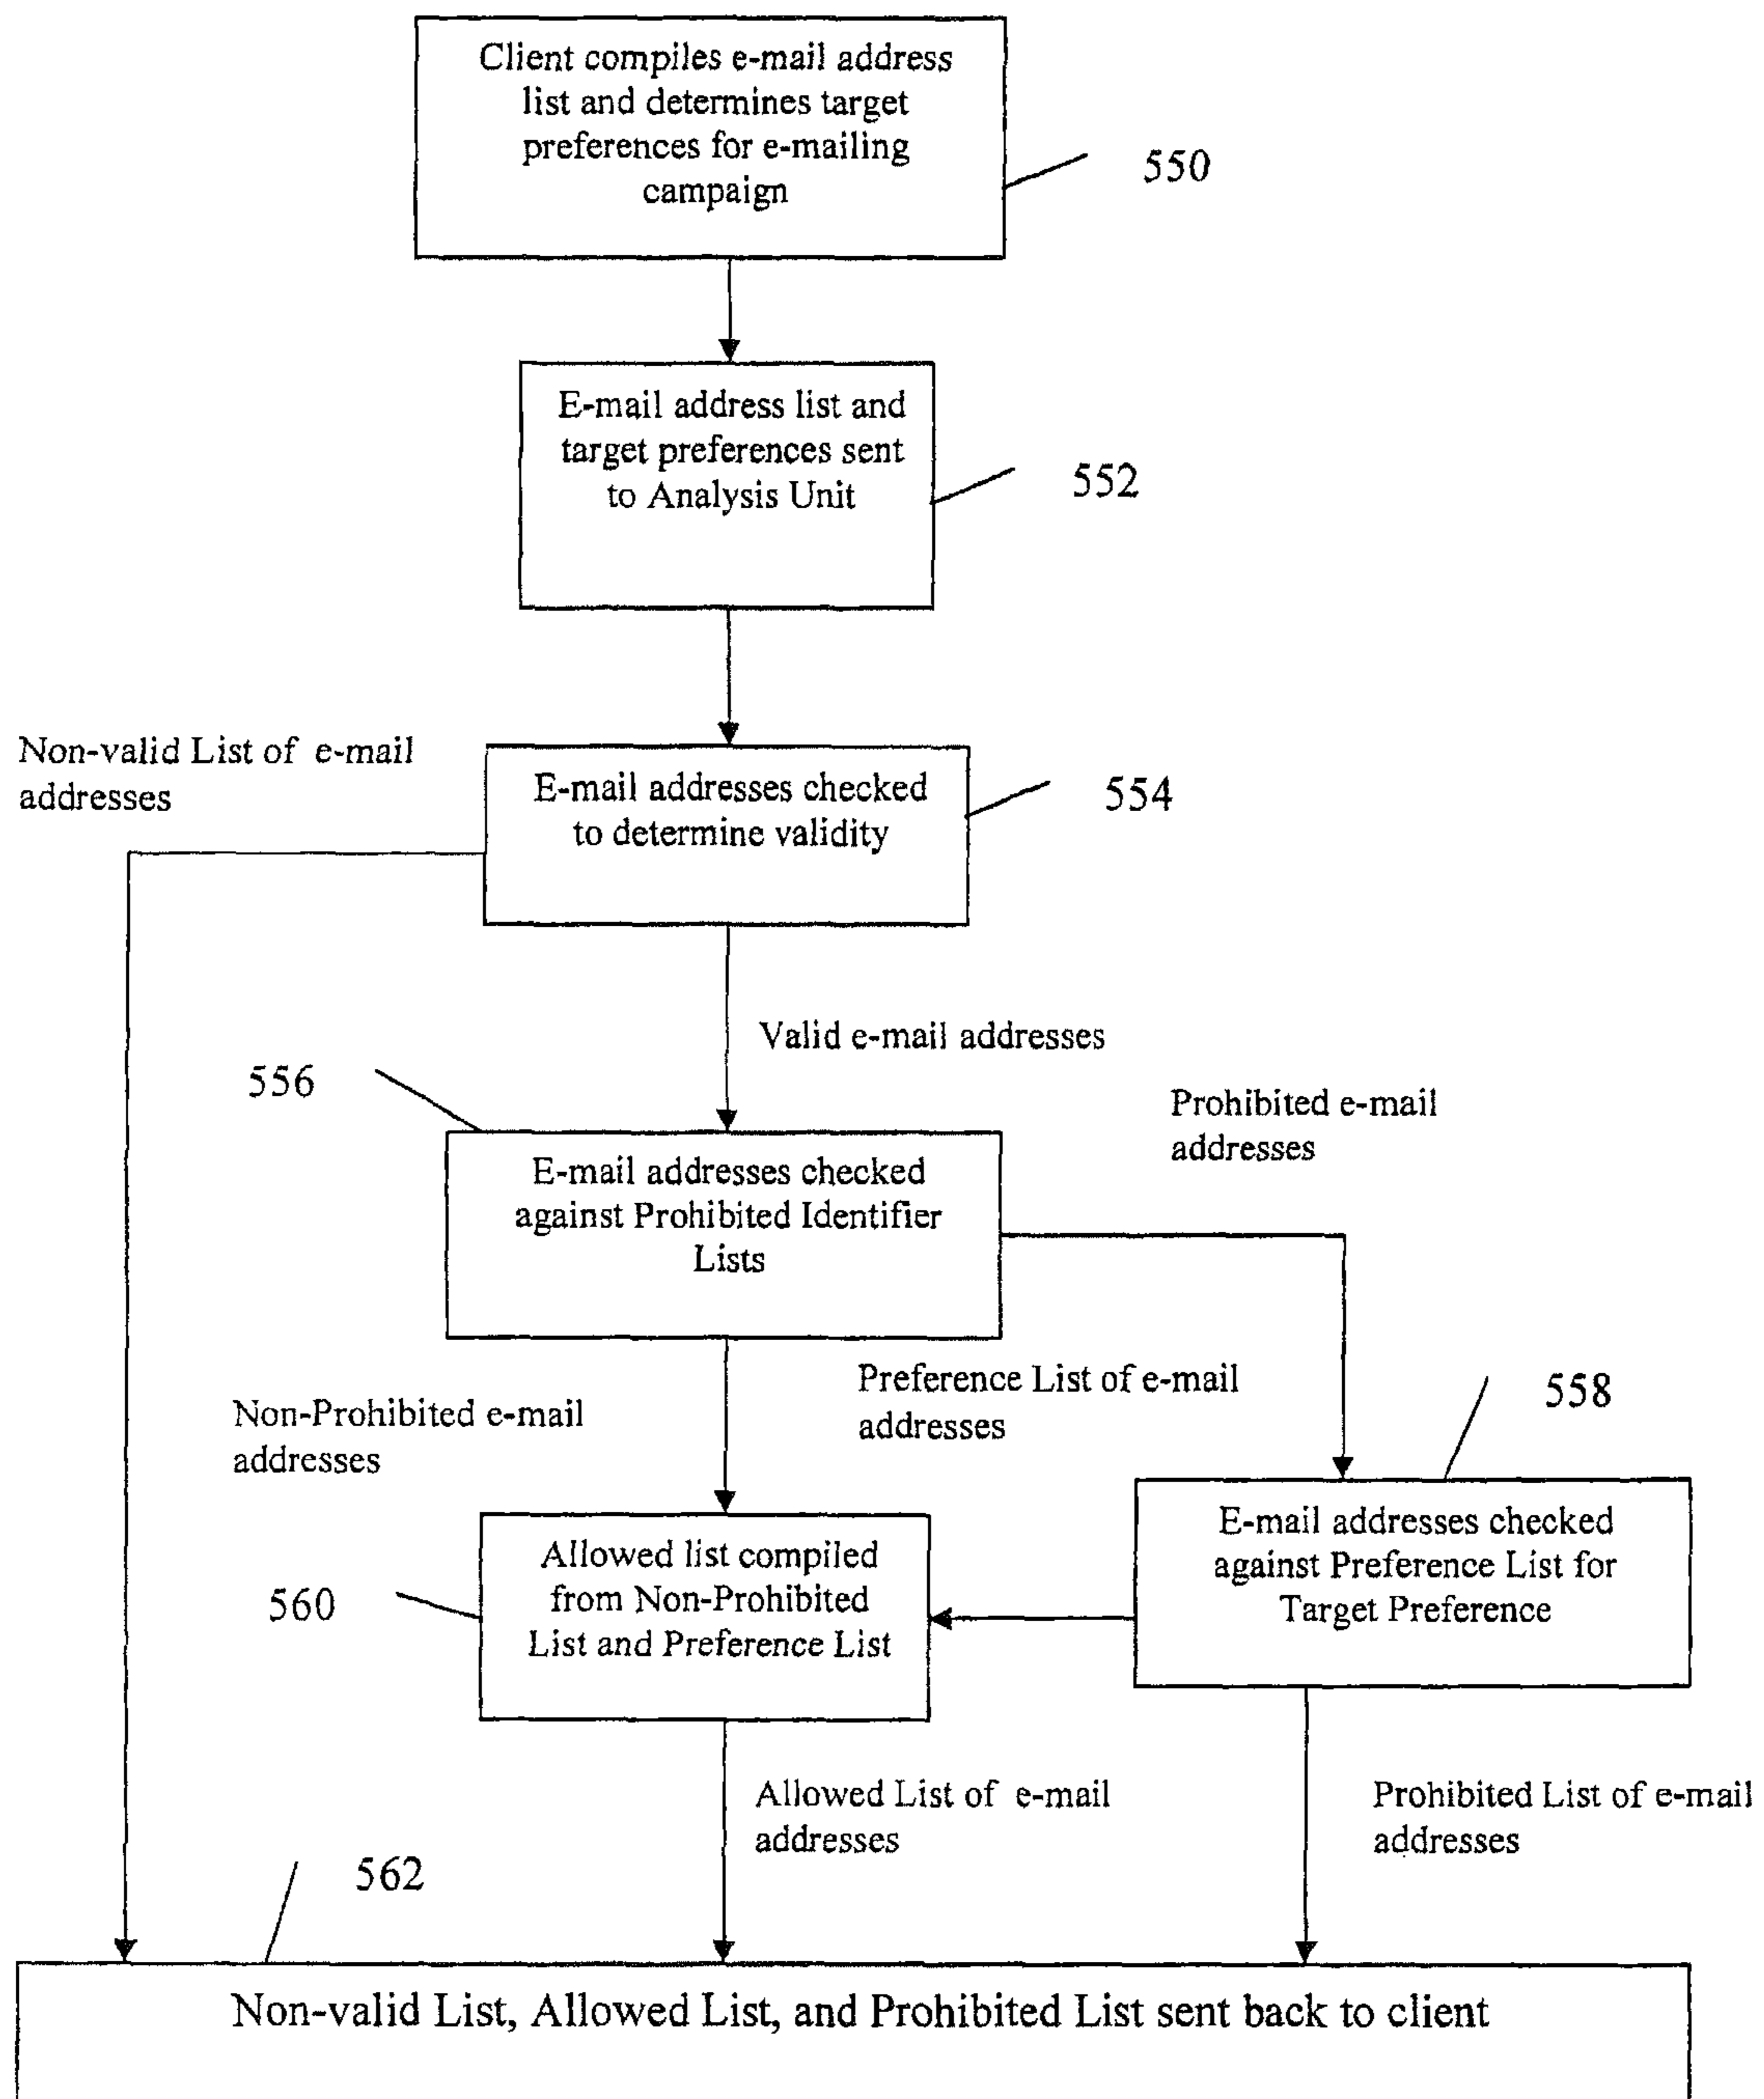 Client compiles e-mail address
list and determines target
preferences for e-mailing
campaign
550
E-mail address list and
target preferences sent
to Analysis Unit
552
Non-valid List of e-mail
addresses
E-mail addresses checked
to determine validity
554
Valid e-mail addresses
556
Prohibited e-mail
addresses
E-mail addresses checked
against Prohibited Identifier
Lists
Preference List of e-mail
addresses
558
Non-Prohibited e-mail
addresses
E-mail addresses checked
against Preference List for
Target Preference
Allowed list compiled
from Non-Prohibited
List and Preference List
560
Allowed List of e-mail
addresses
Prohibited List of e-mail
addresses
562
Non-valid List, Allowed List, and Prohibited List sent back to client